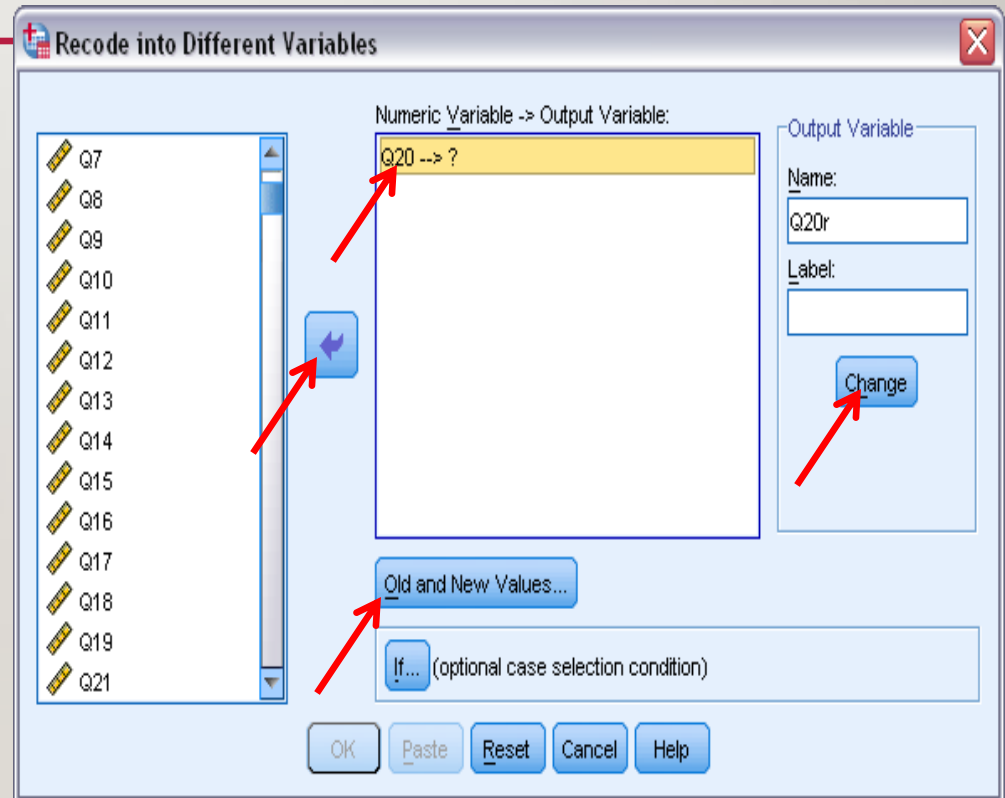 Recode into Different Variables
Q7
Q8
Q9
Q10
Q11
Q12
Q13
Q14
Q15
Q16
Q17
Q18
Q19
Q21
Numeric Variable -> Output Variable:
Q20 --> ?
Output Variable
Name:
Q20r
Label:
Change
Old and New Values...
If... (optional case selection condition)
OK Paste Reset Cancel Help